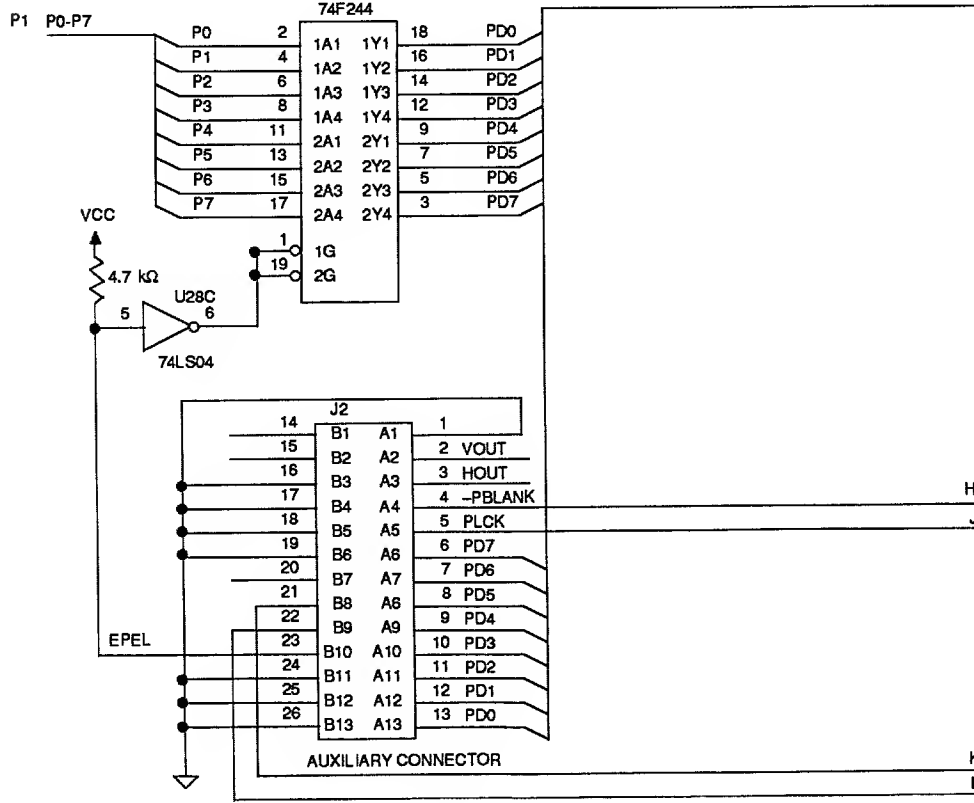 74F244
P1 P0-P7
P0 2 1A1 1Y1 18 PD0
P1 4 1A2 1Y2 16 PD1
P2 6 1A3 1Y3 14 PD2
P3 8 1A4 1Y4 12 PD3
P4 11 2A1 2Y1 9 PD4
P5 13 2A2 2Y2 7 PD5
P6 15 2A3 2Y3 5 PD6
P7 17 2A4 2Y4 3 PD7
VCC
1 1G
19 2G
4.7 kΩ
U28C
5 6
74LS04
J2
14 B1 A1 1
15 B2 A2 2 VOUT
16 B3 A3 3 HOUT
17 B4 A4 4 –PBLANK H
18 B5 A5 5 PLCK J
19 B6 A6 6 PD7
20 B7 A7 7 PD6
21 B8 A6 8 PD5
22 B9 A9 9 PD4
EPEL 23 B10 A10 10 PD3
24 B11 A11 11 PD2
25 B12 A12 12 PD1
26 B13 A13 13 PD0
AUXILIARY CONNECTOR